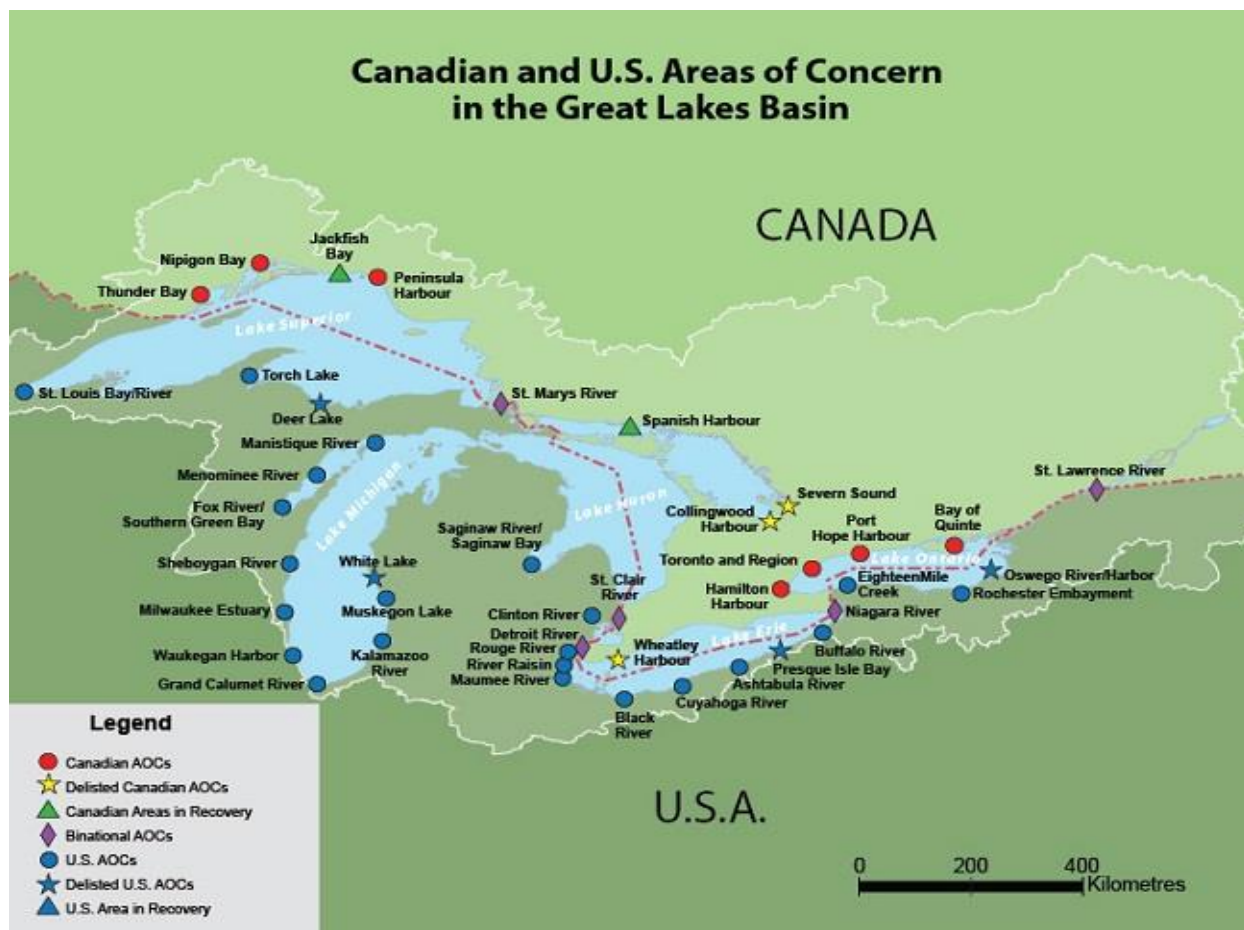 Canadian and U.S. Areas of Concern
in the Great Lakes Basin
CANADA
Jackfish
Bay
Nipigon Bay
Peninsula
Harbour
Thunder Bay
Lake Superior
St. Louis Bay/River
Torch Lake
Deer Lake
St. Marys River
Spanish Harbour
Manistique River
Menominee River
Fox River/
Southern Green Bay
Lake Michigan
Lake Huron
Severn Sound
Collingwood
Harbour
St. Lawrence River
Saginaw River/
Saginaw Bay
Port
Hope Harbour
Bay of
Quinte
Sheboygan River
White Lake
Toronto and Region
Lake Ontario
St. Clair
River
Hamilton
Harbour
EighteenMile
Creek
Oswego River/Harbor
Rochester Embayment
Milwaukee Estuary
Muskegon Lake
Clinton River
Niagara River
Detroit River
Rouge River
River Raisin
Maumee River
Wheatley
Harbour
Lake Erie
Buffalo River
Presque Isle Bay
Waukegan Harbor
Kalamazoo
River
Grand Calumet River
Ashtabula River
Cuyahoga River
Black
River
U.S.A.
Legend
Canadian AOCs
Delisted Canadian AOCs
Canadian Areas in Recovery
Binational AOCs
U.S. AOCs
Delisted U.S. AOCs
U.S. Area in Recovery
0 200 400
Kilometres